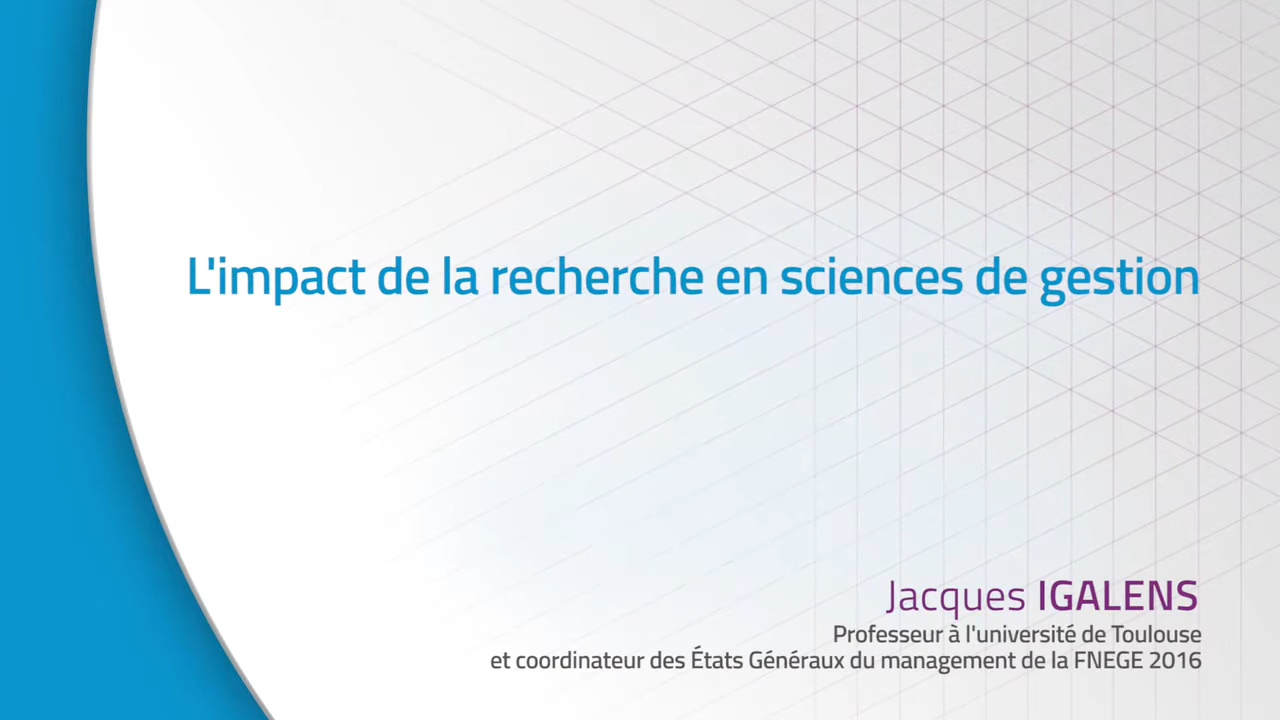 L'impact de la recherche en sciences de gestion
Jacques IGALENS
Professeur à l'université de Toulouse
et coordinateur des États Généraux du management de la FNEGE 2016